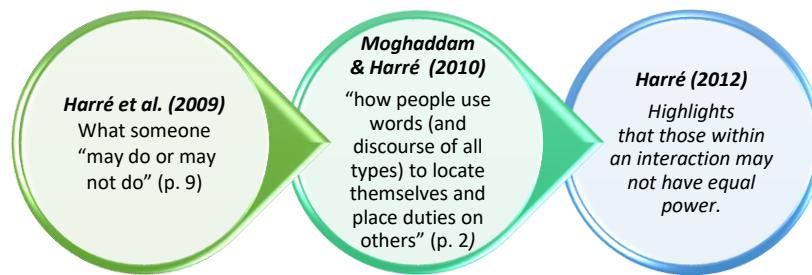 Harré et al. (2009)
What someone
“may do or may
not do” (p. 9)
Moghaddam
& Harré (2010)
“how people use
words (and
discourse of all
types) to locate
themselves and
place duties on
others” (p. 2)
Harré (2012)
Highlights
that those within
an interaction may
not have equal
power.